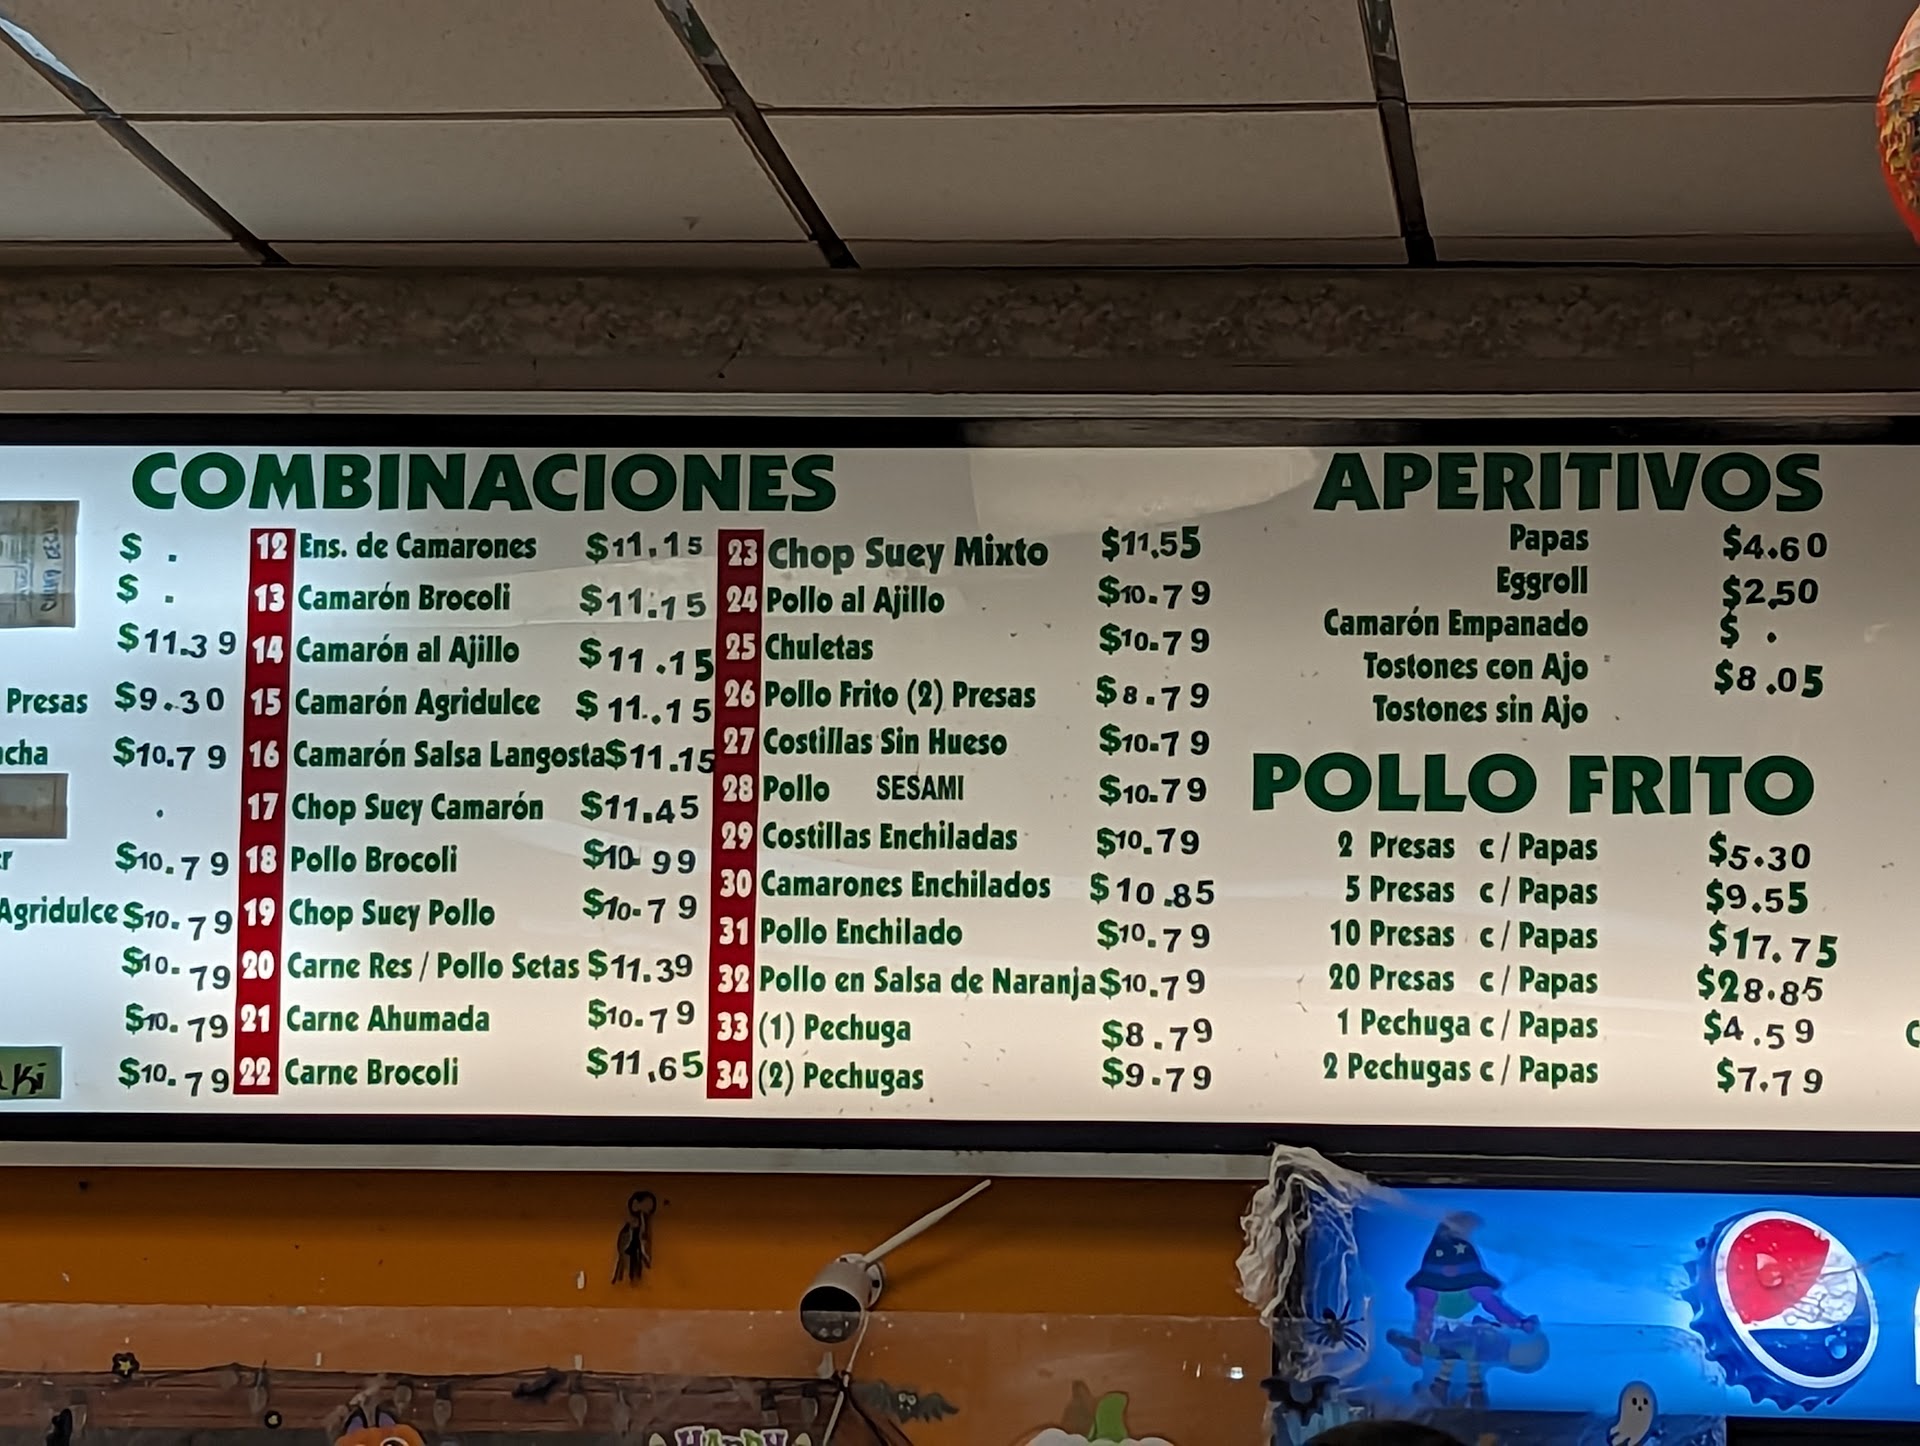 COMBINACIONES
$ .
$ .
$11.39
Presas $9.30
$10.79
.
$10.79
Agridulce $10.79
$10.79
$10.79
$10.79
12 Ens. de Camarones $11.15
13 Camarón Brocoli $11.15
14 Camarón al Ajillo $11.15
15 Camarón Agridulce $11.15
16 Camarón Salsa Langosta $11.15
17 Chop Suey Camarón $11.45
18 Pollo Brocoli $10.99
19 Chop Suey Pollo $10.79
20 Carne Res / Pollo Setas $11.39
21 Carne Ahumada $10.79
22 Carne Brocoli $11.65
23 Chop Suey Mixto $11.55
24 Pollo al Ajillo $10.79
25 Chuletas $10.79
26 Pollo Frito (2) Presas $8.79
27 Costillas Sin Hueso $10.79
28 Pollo SESAMI $10.79
29 Costillas Enchiladas $10.79
30 Camarones Enchilados $10.85
31 Pollo Enchilado $10.79
32 Pollo en Salsa de Naranja $10.79
33 (1) Pechuga $8.79
34 (2) Pechugas $9.79
APERITIVOS
Papas $4.60
Eggroll $2.50
Camarón Empanado $ .
Tostones con Ajo $8.05
Tostones sin Ajo
POLLO FRITO
2 Presas c/ Papas $5.30
5 Presas c/ Papas $9.55
10 Presas c/ Papas $17.75
20 Presas c/ Papas $28.85
1 Pechuga c/ Papas $4.59
2 Pechugas c/ Papas $7.79
HAPPY